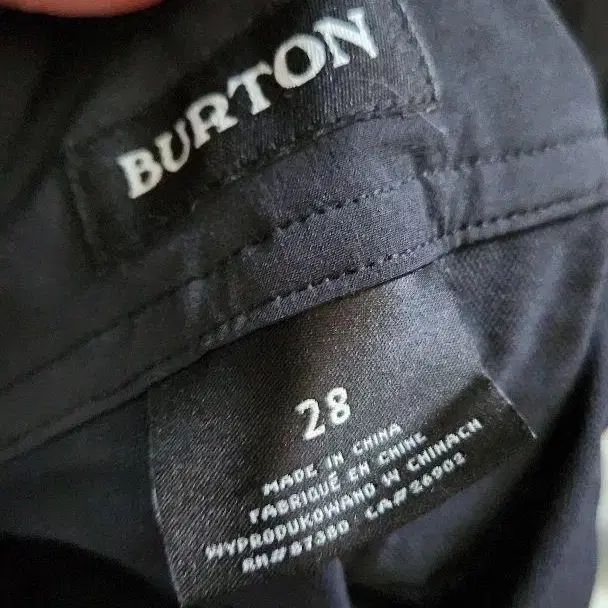 BURTON
28
MADE IN CHINA
FABRIQUÉ EN CHINE
WYPRODUKOWANO W CHINACH
RN# 87380 CA#26902